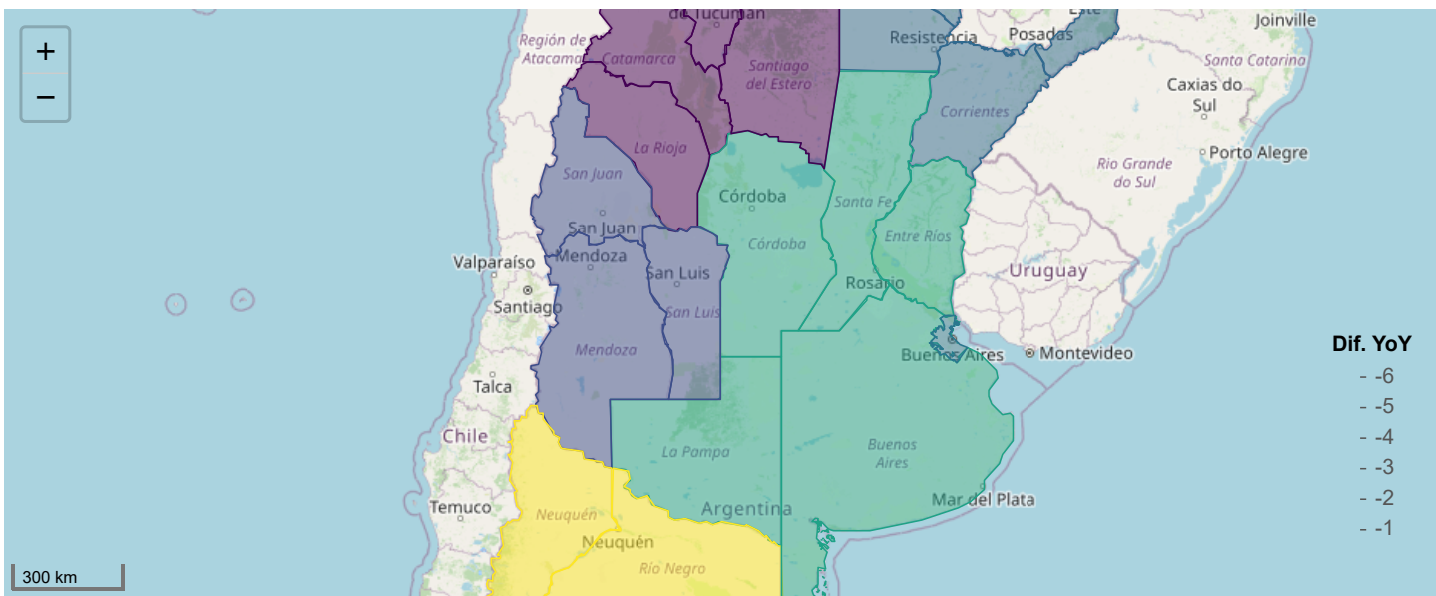 +
−
de Tucumán
Este
Joinville
Región de
Atacama
Catamarca
Resistencia
Posadas
Santa Catarina
Santiago
del Estero
Caxias do
Sul
Corrientes
La Rioja
Porto Alegre
San Juan
Rio Grande
do Sul
Córdoba
Santa Fe
San Juan
Entre Ríos
Córdoba
Mendoza
Valparaíso
San Luis
Uruguay
Rosario
Santiago
San Luis
Mendoza
Buenos Aires
Montevideo
Dif. YoY
- -6
- -5
- -4
- -3
- -2
- -1
Talca
Chile
La Pampa
Buenos
Aires
Mar del Plata
Temuco
Neuquén
Argentina
Neuquén
Río Negro
300 km